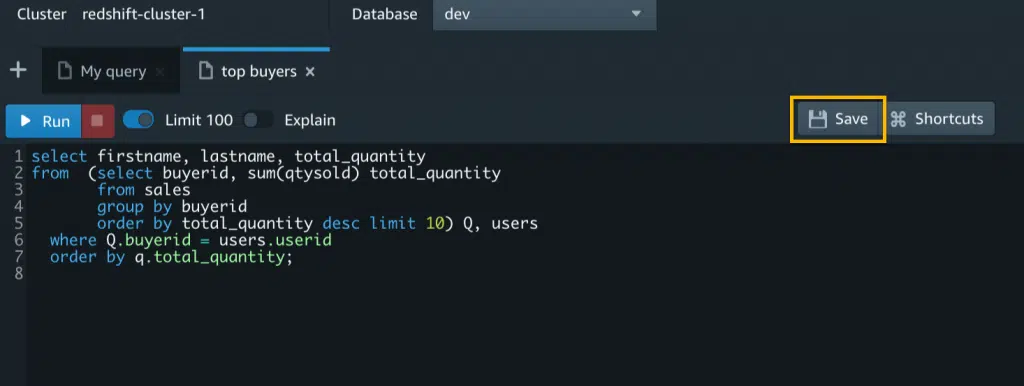 Cluster redshift-cluster-1 Database dev
+ My query × top buyers ×
Run Limit 100 Explain Save ⌘ Shortcuts
1 select firstname, lastname, total_quantity
2 from  (select buyerid, sum(qtysold) total_quantity
3        from sales
4        group by buyerid
5        order by total_quantity desc limit 10) Q, users
6   where Q.buyerid = users.userid
7   order by q.total_quantity;
8